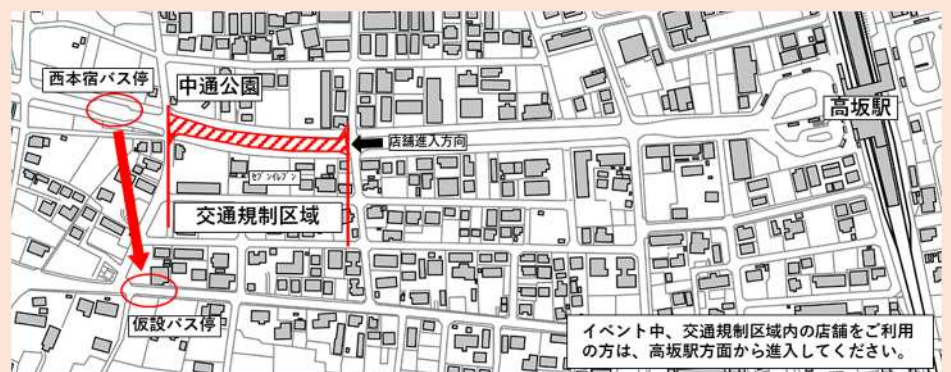 西本宿バス停
中通公園
高坂駅
店舗進入方向
ｾﾌﾞﾝｲﾚﾌﾞﾝ
交通規制区域
仮設バス停
イベント中、交通規制区域内の店舗をご利用
の方は、高坂駅方面から進入してください。